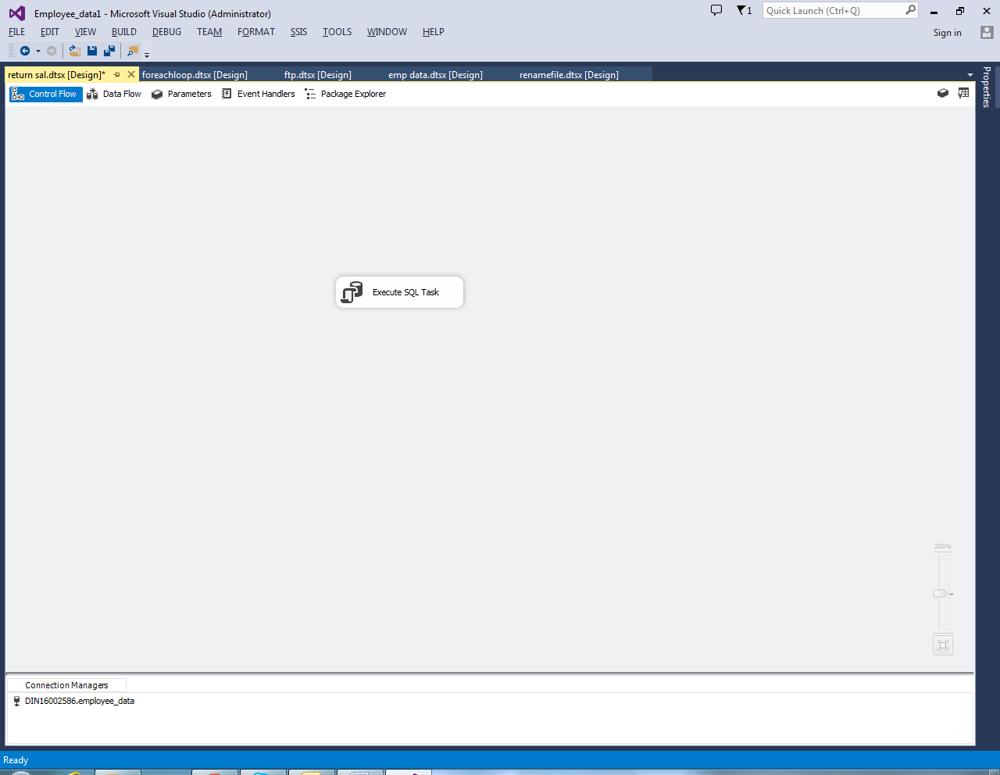 Employee_data1 - Microsoft Visual Studio (Administrator) 1 Quick Launch (Ctrl+Q)
FILE EDIT VIEW BUILD DEBUG TEAM FORMAT SSIS TOOLS WINDOW HELP Sign in
return sal.dtsx [Design]* foreachloop.dtsx [Design] ftp.dtsx [Design] emp data.dtsx [Design] renamefile.dtsx [Design]
Control Flow Data Flow Parameters Event Handlers Package Explorer
Properties
Execute SQL Task
100%
Connection Managers
DIN16002586.employee_data
Ready